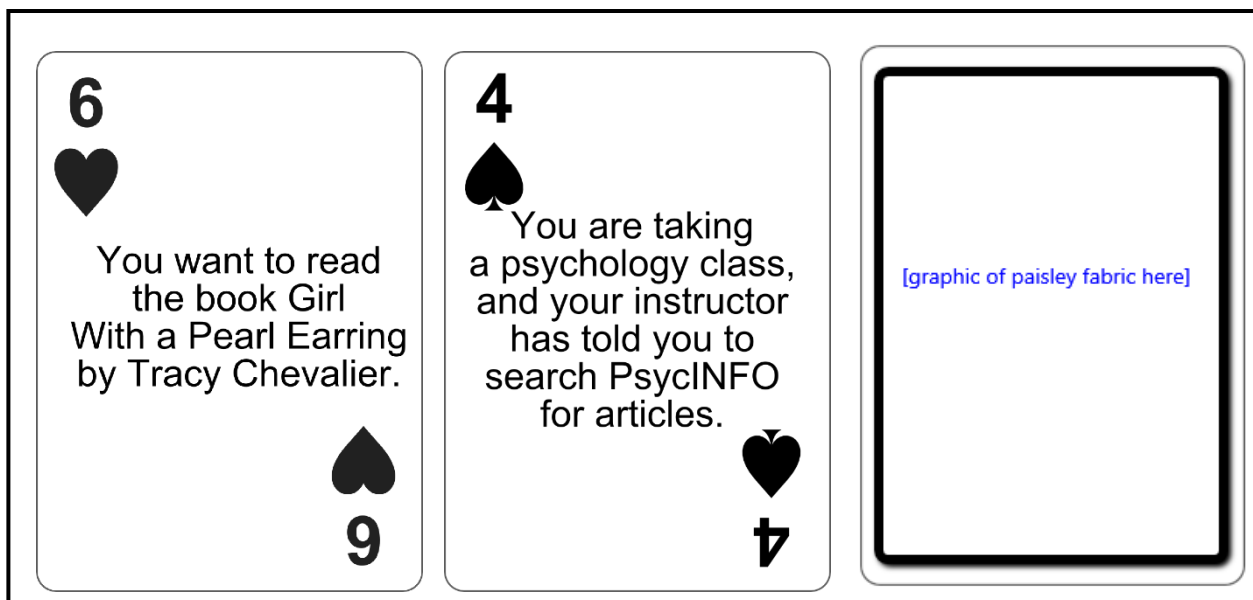 6
You want to read
the book Girl
With a Pearl Earring
by Tracy Chevalier.
6
4
You are taking
a psychology class,
and your instructor
has told you to
search PsycINFO
for articles.
4
[graphic of paisley fabric here]